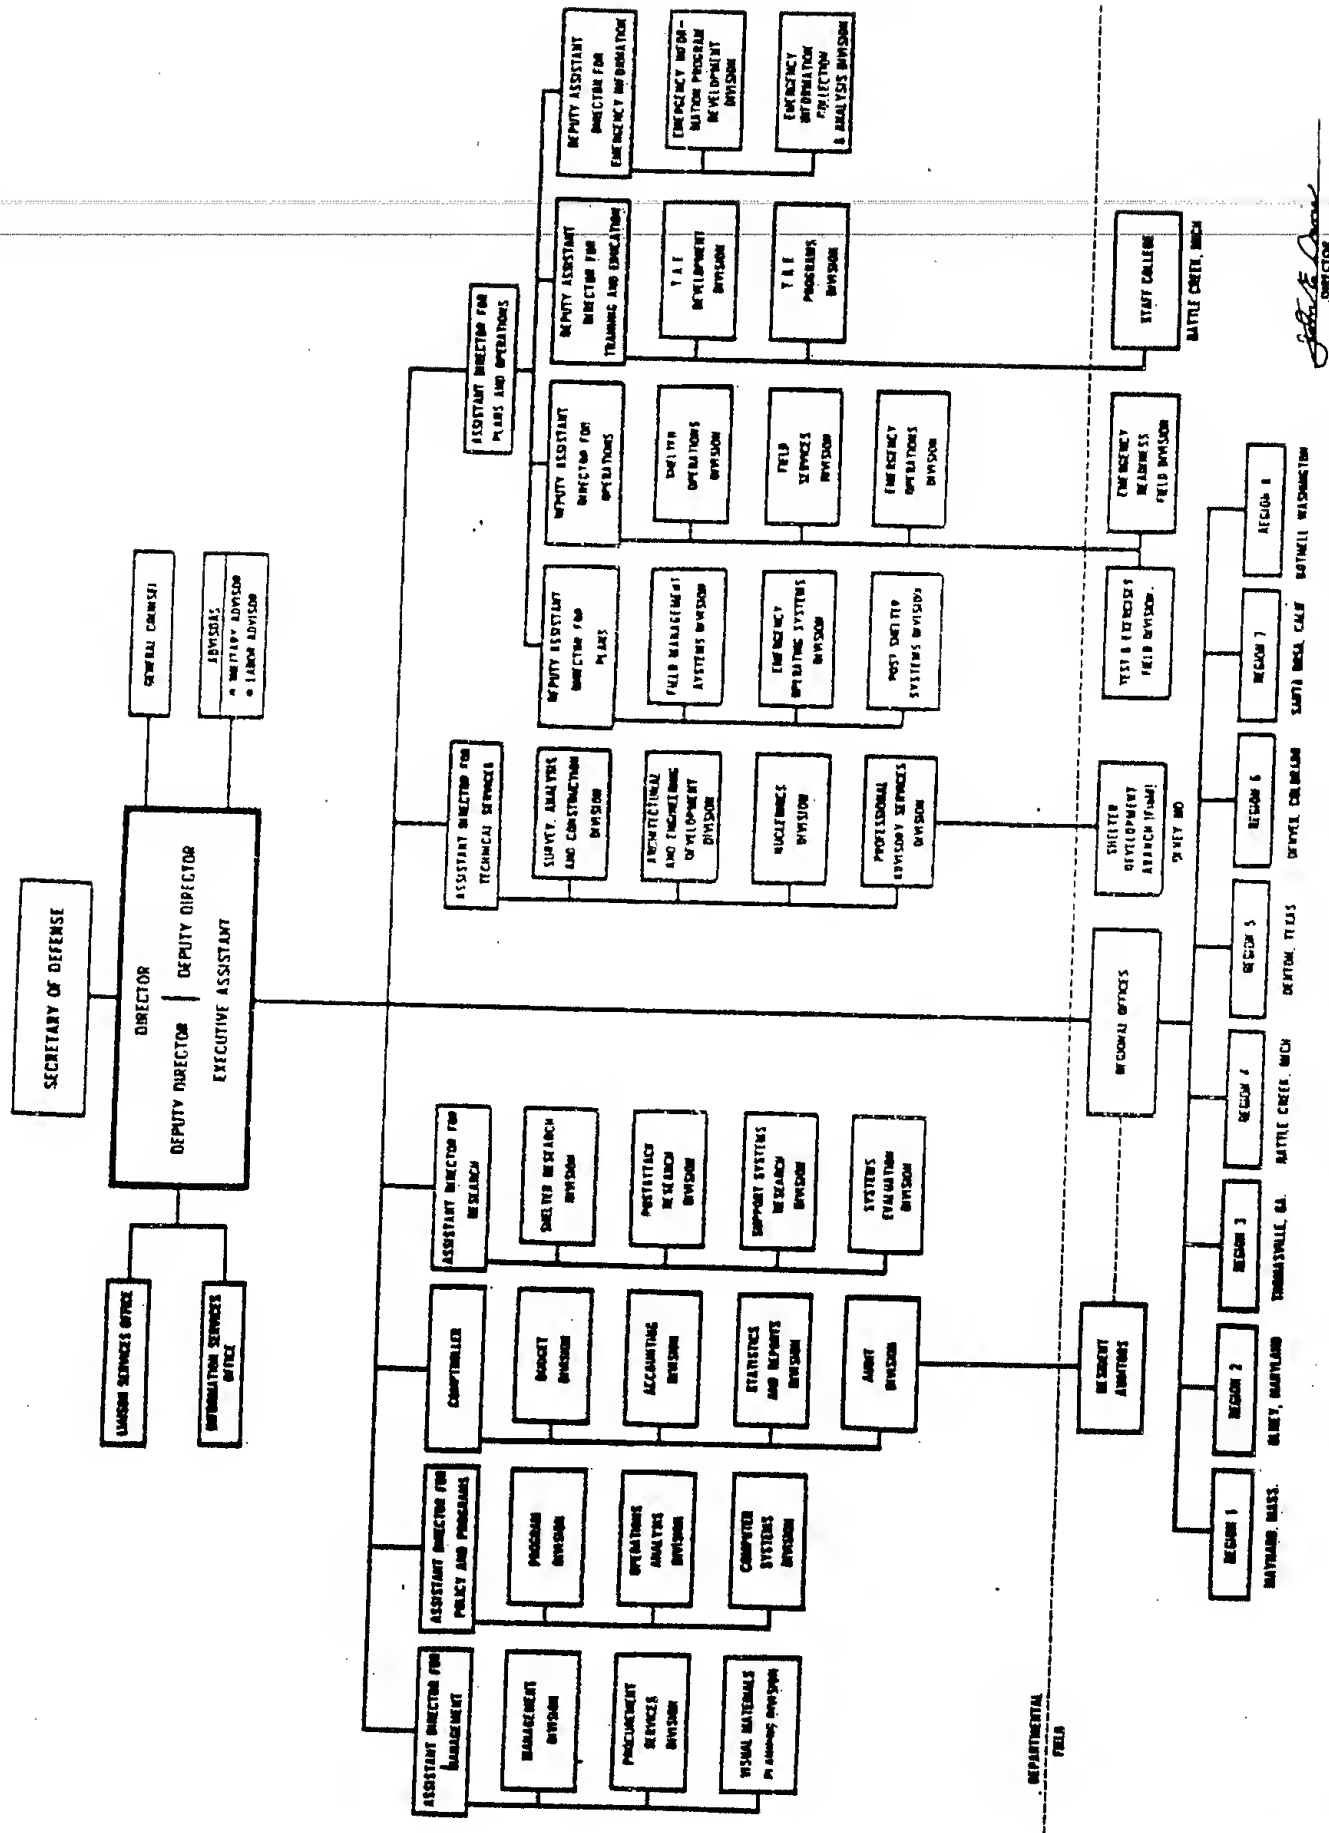 SECRETARY OF DEFENSE
DIRECTOR
DEPUTY DIRECTOR | DEPUTY DIRECTOR
EXECUTIVE ASSISTANT
LIAISON SERVICES OFFICE
INFORMATION SERVICES
OFFICE
GENERAL COUNSEL
ADVISORS
MILITARY ADVISOR
LABOR ADVISOR
ASSISTANT DIRECTOR FOR
MANAGEMENT
MANAGEMENT
DIVISION
PROCUREMENT
SERVICES
DIVISION
VISUAL MATERIALS
PLANNING DIVISION
ASSISTANT DIRECTOR FOR
POLICY AND PROGRAMS
PROGRAM
DIVISION
OPERATIONS
ANALYSIS
DIVISION
COMPUTER
SYSTEMS
DIVISION
COMPTROLLER
BUDGET
DIVISION
ACCOUNTING
DIVISION
STATISTICS
AND REPORTS
DIVISION
AUDIT
DIVISION
ASSISTANT DIRECTOR FOR
RESEARCH
SHELTER RESEARCH
DIVISION
POSTATTACK
RESEARCH
DIVISION
SUPPORT SYSTEMS
RESEARCH
DIVISION
SYSTEMS
EVALUATION
DIVISION
ASSISTANT DIRECTOR FOR
TECHNICAL SERVICES
SURVEY, ANALYSIS
AND CONSTRUCTION
DIVISION
ARCHITECTURAL
AND ENGINEERING
DEVELOPMENT
DIVISION
NUCLEONICS
DIVISION
PROFESSIONAL
ADVISORY SERVICES
DIVISION
ASSISTANT DIRECTOR FOR
PLANS AND OPERATIONS
DEPUTY ASSISTANT
DIRECTOR FOR
PLANS
FIELD MANAGEMENT
SYSTEMS DIVISION
EMERGENCY
OPERATING SYSTEMS
DIVISION
POST SHELTER
SYSTEMS DIVISION
DEPUTY ASSISTANT
DIRECTOR FOR
OPERATIONS
SHELTER
OPERATIONS
DIVISION
FIELD
SERVICES
DIVISION
EMERGENCY
OPERATIONS
DIVISION
DEPUTY ASSISTANT
DIRECTOR FOR
TRAINING AND EDUCATION
T & E
DEVELOPMENT
DIVISION
T & E
PROGRAMS
DIVISION
DEPUTY ASSISTANT
DIRECTOR FOR
EMERGENCY INFORMATION
EMERGENCY INFOR-
MATION PROGRAM
DEVELOPMENT
DIVISION
EMERGENCY
INFORMATION
COLLECTION
& ANALYSIS DIVISION
DEPARTMENTAL
FIELD
RESIDENT
AUDITORS
REGIONAL OFFICES
SHELTER
DEVELOPMENT
BRANCH
OLNEY MD
TEST & EXERCISES
FIELD DIVISION
EMERGENCY
READINESS
FIELD DIVISION
STAFF COLLEGE
BATTLE CREEK, MICH
REGION 1
MAYNARD, MASS.
REGION 2
OLNEY, MARYLAND
REGION 3
THOMASVILLE, GA.
REGION 4
BATTLE CREEK, MICH
REGION 5
DENTON, TEXAS
REGION 6
DENVER, COLORADO
REGION 7
SANTA ROSA, CALIF
REGION 8
BOTHELL WASHINGTON
DIRECTOR